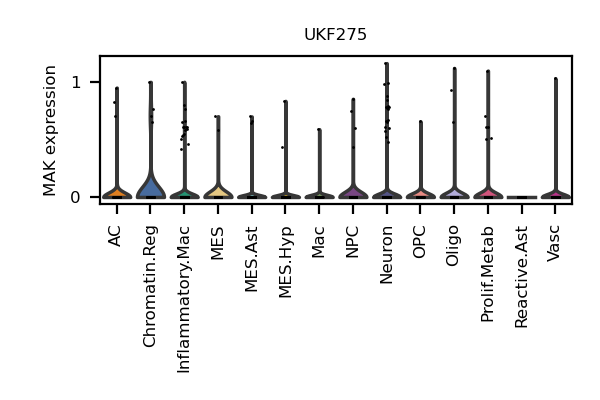 UKF275
MAK expression
1
0
AC
Chromatin.Reg
Inflammatory.Mac
MES
MES.Ast
MES.Hyp
Mac
NPC
Neuron
OPC
Oligo
Prolif.Metab
Reactive.Ast
Vasc